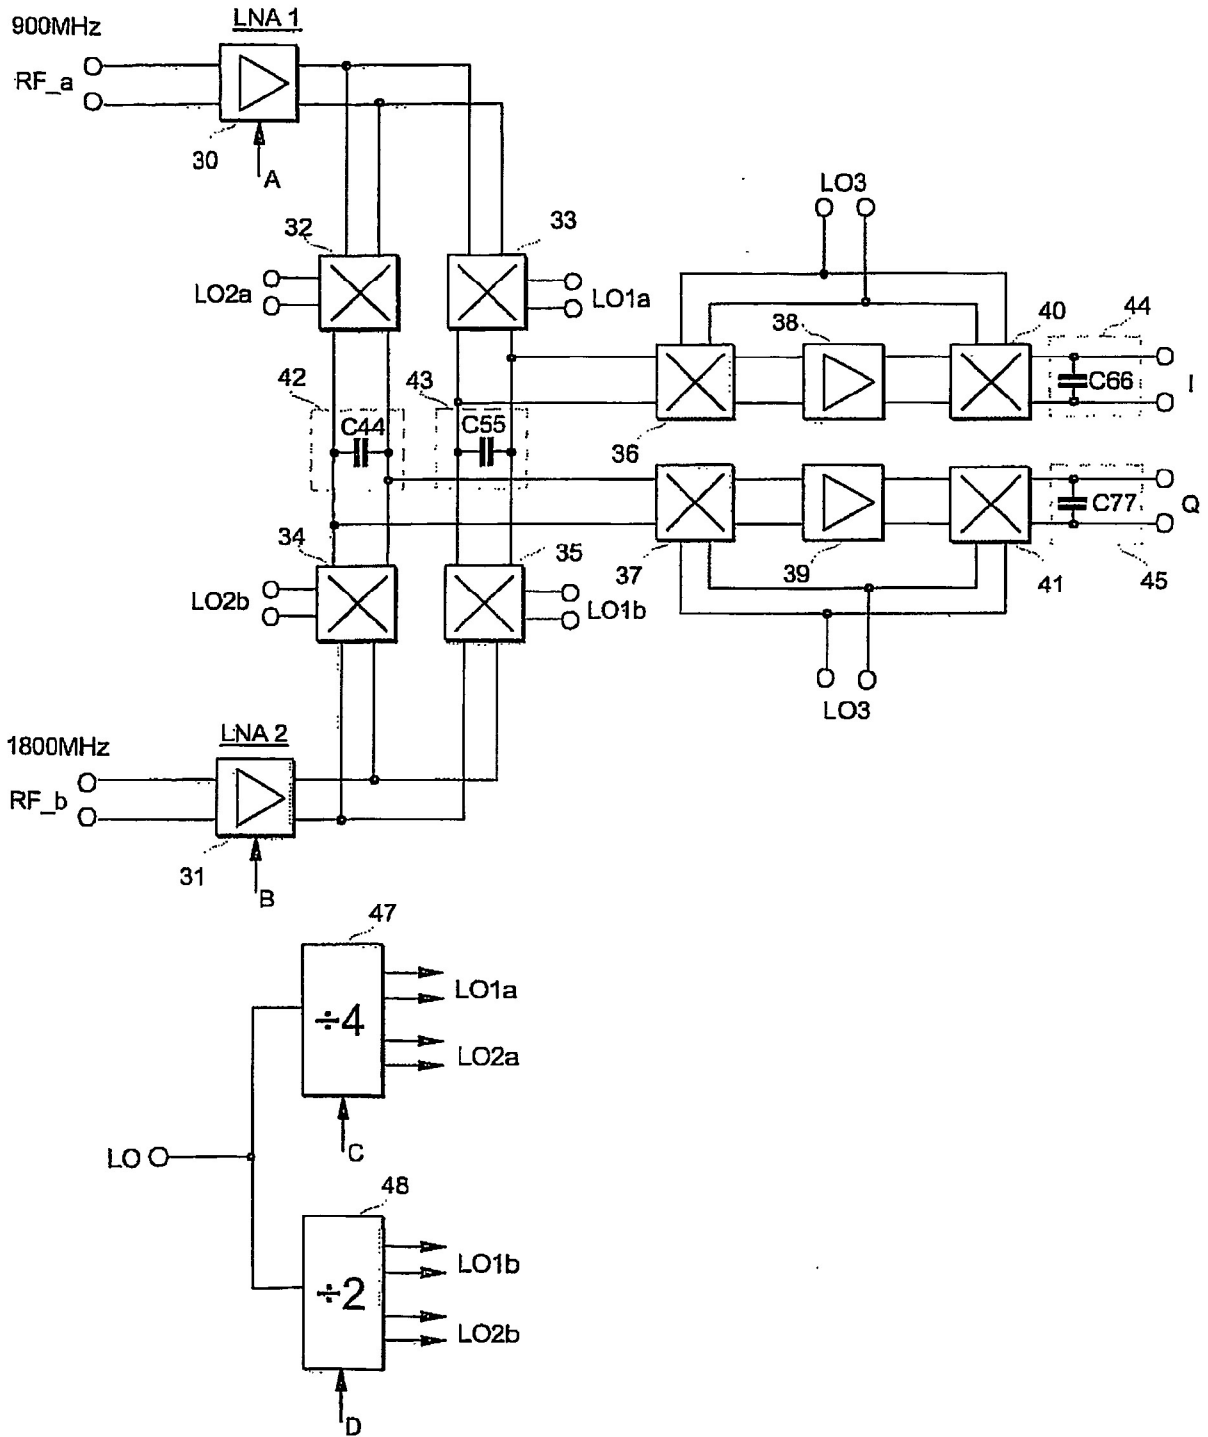 900MHz
LNA 1
RF_a
30
A
LO3
32
33
LO2a
LO1a
38
40
44
C66
I
42
43
C44
C55
36
34
35
37
39
41
45
C77
Q
LO2b
LO1b
LO3
1800MHz
LNA 2
RF_b
31
B
47
÷4
LO1a
LO2a
C
LO
48
÷2
LO1b
LO2b
D